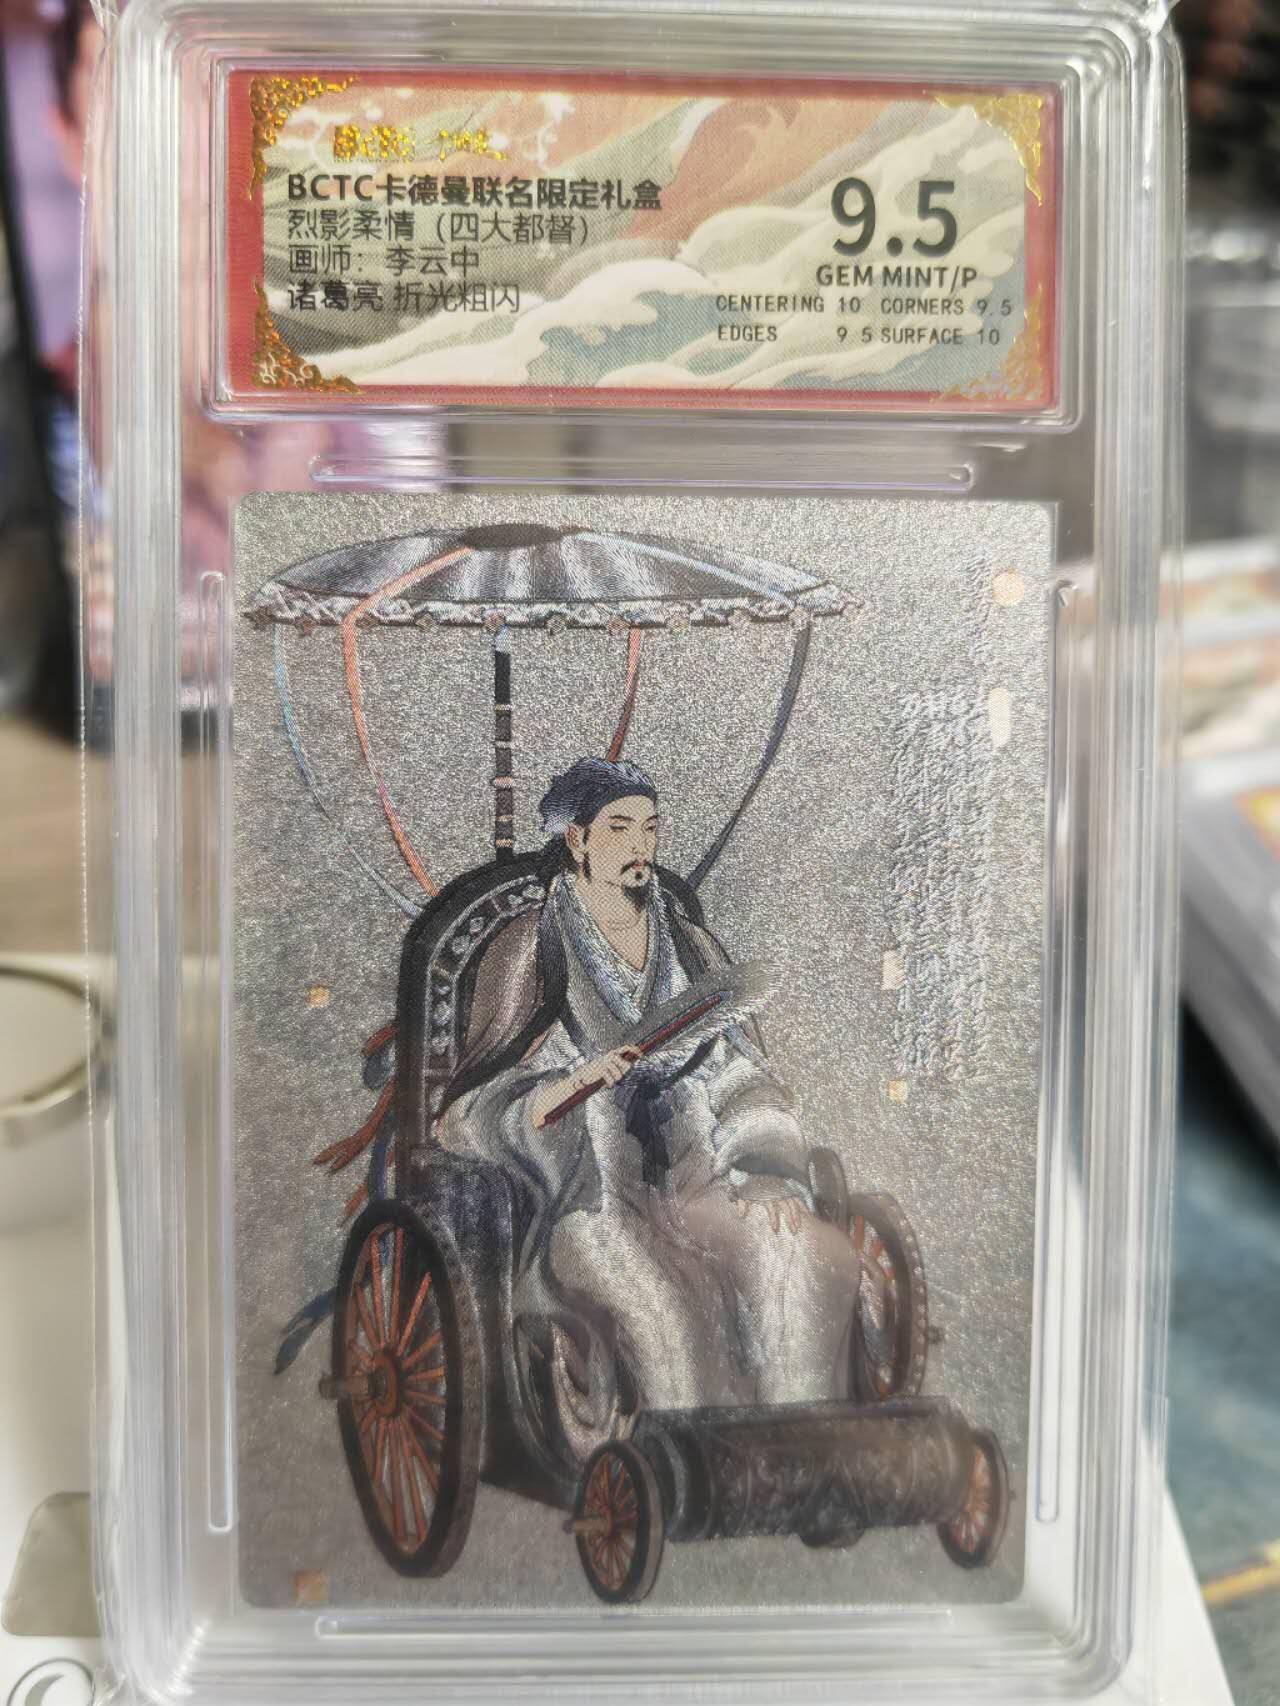 BCTC卡德曼联名限定礼盒
烈影柔情（四大都督）
画师：李云中
诸葛亮 折光粗闪
9.5
GEM MINT/P
CENTERING 10 CORNERS 9.5
EDGES 9 5 SURFACE 10